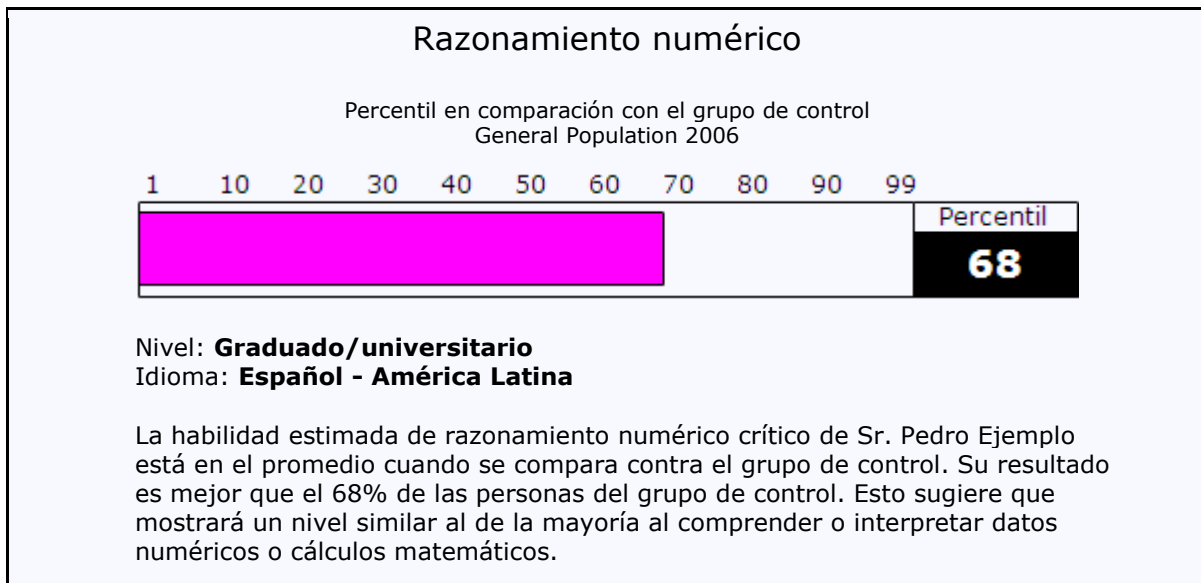 Razonamiento numérico
Percentil en comparación con el grupo de control
General Population 2006
1 10 20 30 40 50 60 70 80 90 99
Percentil
68
Nivel: Graduado/universitario
Idioma: Español - América Latina
La habilidad estimada de razonamiento numérico crítico de Sr. Pedro Ejemplo
está en el promedio cuando se compara contra el grupo de control. Su resultado
es mejor que el 68% de las personas del grupo de control. Esto sugiere que
mostrará un nivel similar al de la mayoría al comprender o interpretar datos
numéricos o cálculos matemáticos.